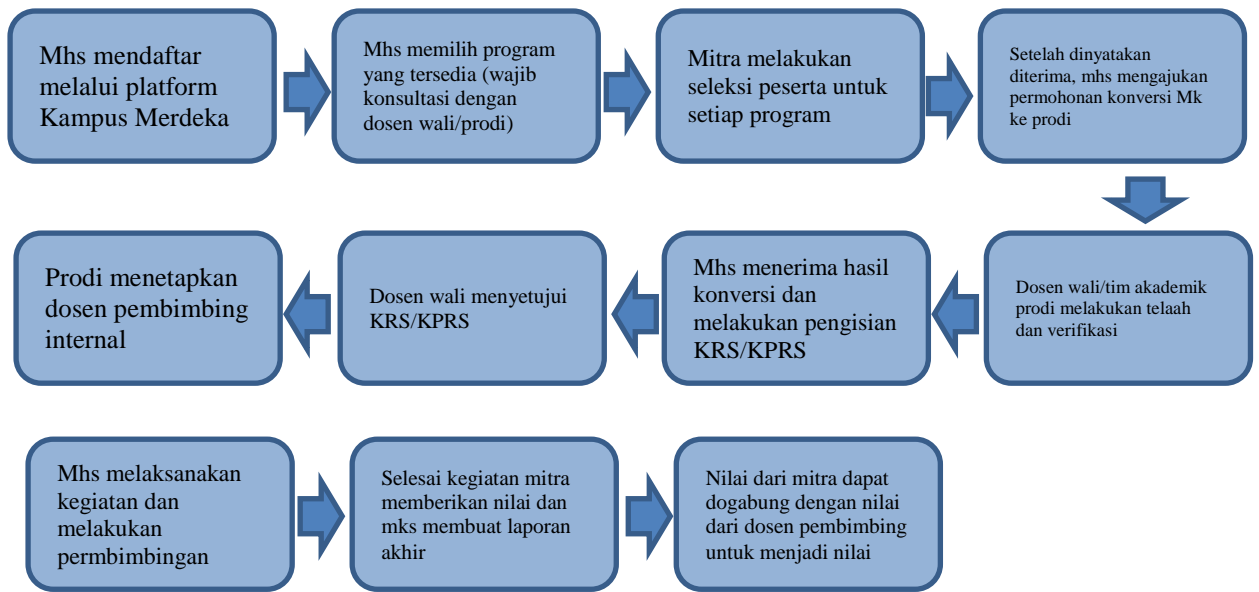 Mhs mendaftar
melalui platform
Kampus Merdeka
Mhs memilih program
yang tersedia (wajib
konsultasi dengan
dosen wali/prodi)
Mitra melakukan
seleksi peserta untuk
setiap program
Setelah dinyatakan
diterima, mhs mengajukan
permohonan konversi Mk
ke prodi
Dosen wali/tim akademik
prodi melakukan telaah
dan verifikasi
Mhs menerima hasil
konversi dan
melakukan pengisian
KRS/KPRS
Dosen wali menyetujui
KRS/KPRS
Prodi menetapkan
dosen pembimbing
internal
Mhs melaksanakan
kegiatan dan
melakukan
permbimbingan
Selesai kegiatan mitra
memberikan nilai dan
mks membuat laporan
akhir
Nilai dari mitra dapat
dogabung dengan nilai
dari dosen pembimbing
untuk menjadi nilai